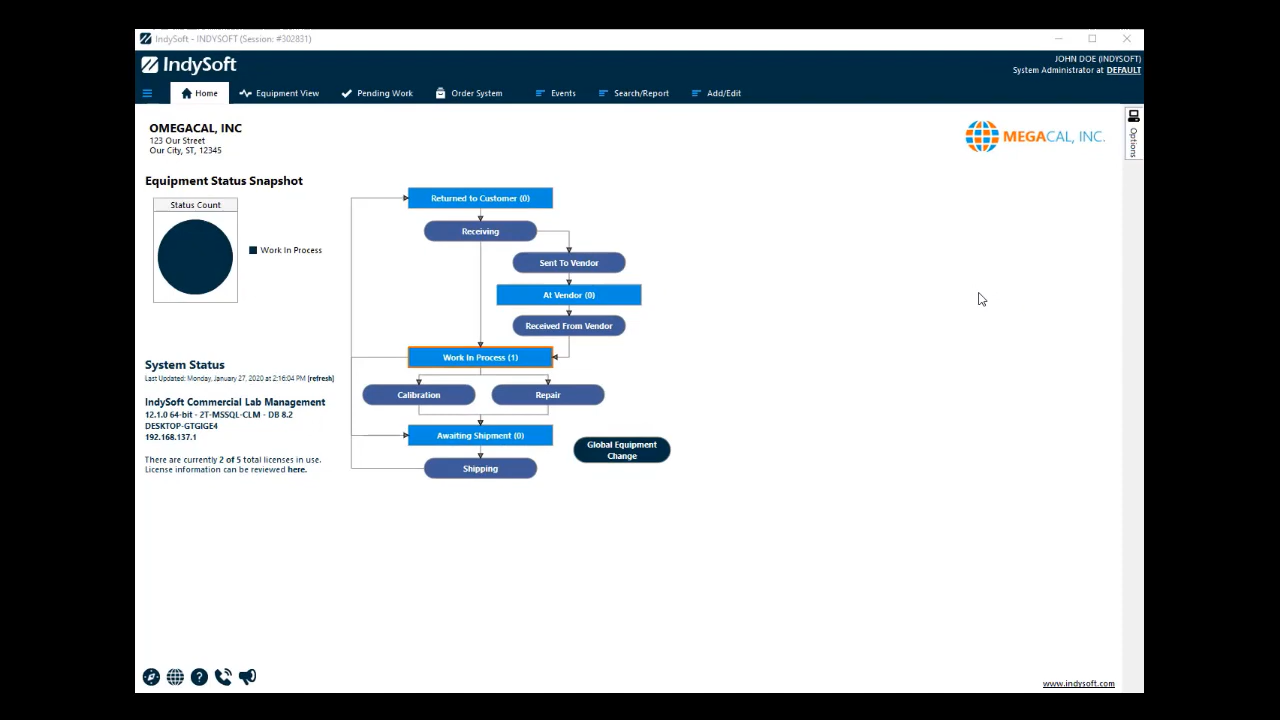 IndySoft - INDYSOFT (Session: #302831)
IndySoft
JOHN DOE (INDYSOFT)
System Administrator at DEFAULT
Home
Equipment View
Pending Work
Order System
Events
Search/Report
Add/Edit
OMEGACAL, INC
123 Our Street
Our City, ST, 12345
MEGACAL, INC.
Options
Equipment Status Snapshot
Status Count
Work In Process
Returned to Customer (0)
Receiving
Sent To Vendor
At Vendor (0)
Received From Vendor
Work In Process (1)
Calibration
Repair
Awaiting Shipment (0)
Global Equipment
Change
Shipping
System Status
Last Updated: Monday, January 27, 2020 at 2:16:04 PM [refresh]
IndySoft Commercial Lab Management
12.1.0 64-bit - 2T-MSSQL-CLM - DB 8.2
DESKTOP-GTGIGE4
192.168.137.1
There are currently 2 of 5 total licenses in use.
License information can be reviewed here.
www.indysoft.com